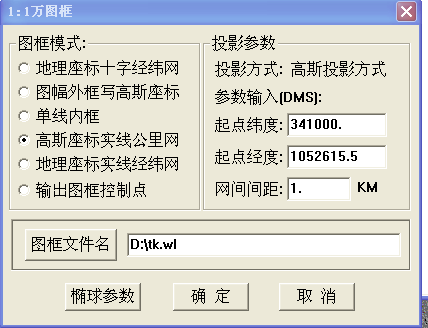 1:1万图框
图框模式:
地理座标十字经纬网
图幅外框写高斯座标
单线内框
高斯座标实线公里网
地理座标实线经纬网
输出图框控制点
投影参数
投影方式: 高斯投影方式
参数输入(DMS):
起点纬度: 341000.
起点经度: 1052615.5
网间间距: 1. KM
图框文件名 D:\tk.wl
椭球参数 确 定 取 消